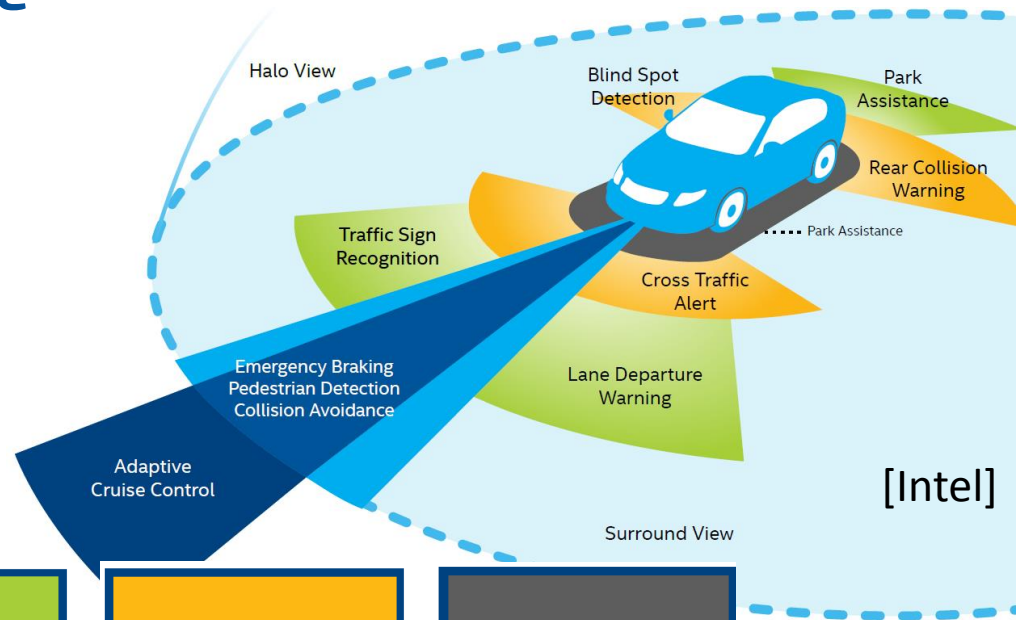 Halo View
Blind Spot
Detection
Park
Assistance
Rear Collision
Warning
Park Assistance
Traffic Sign
Recognition
Cross Traffic
Alert
Emergency Braking
Pedestrian Detection
Collision Avoidance
Lane Departure
Warning
Adaptive
Cruise Control
[Intel]
Surround View